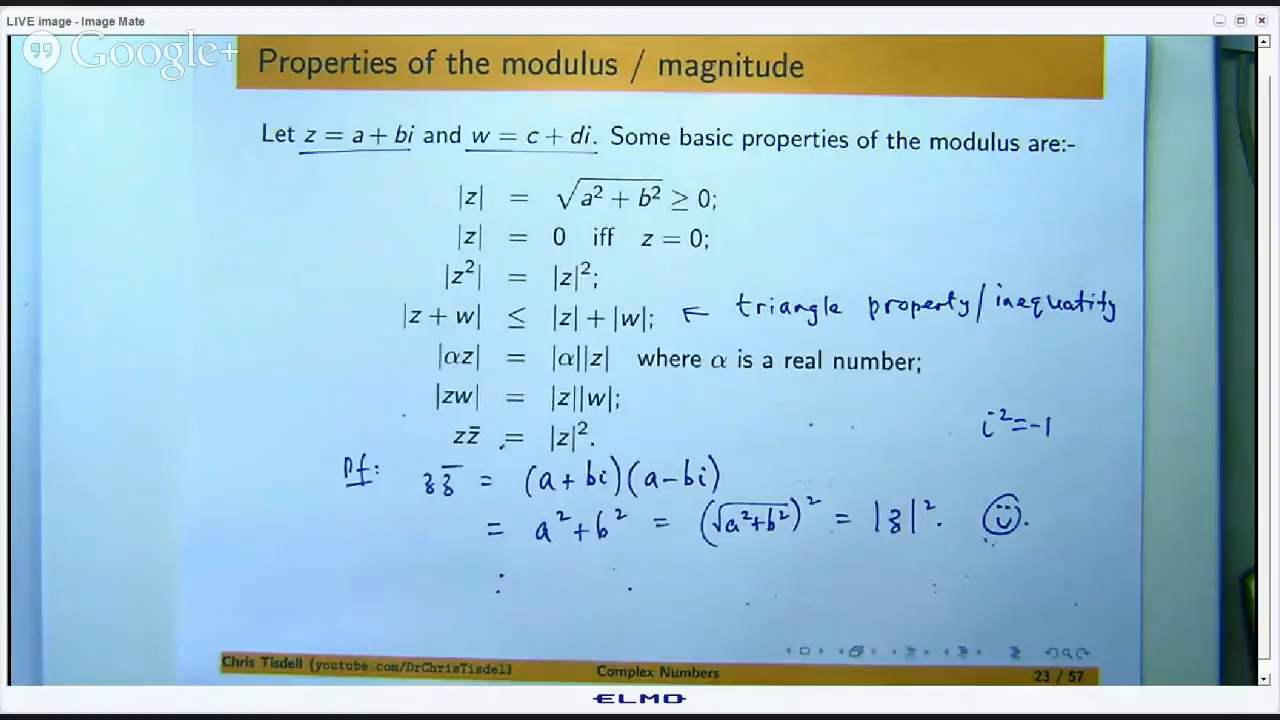 LIVE image - Image Mate
Google+
Properties of the modulus / magnitude
Let z = a + bi and w = c + di. Some basic properties of the modulus are:-
|z| = √(a² + b²) ≥ 0;
|z| = 0 iff z = 0;
|z²| = |z|²;
|z + w| ≤ |z| + |w|; ← triangle property/inequality
|αz| = |α||z| where α is a real number;
|zw| = |z||w|;
i² = -1
zz̄ = |z|².
Pf: zz̄ = (a + bi)(a - bi)
= a² + b² = (√(a² + b²))² = |z|².
Chris Tisdell (youtube.com/DrChrisTisdell
Complex Numbers
23 / 57
ELMO